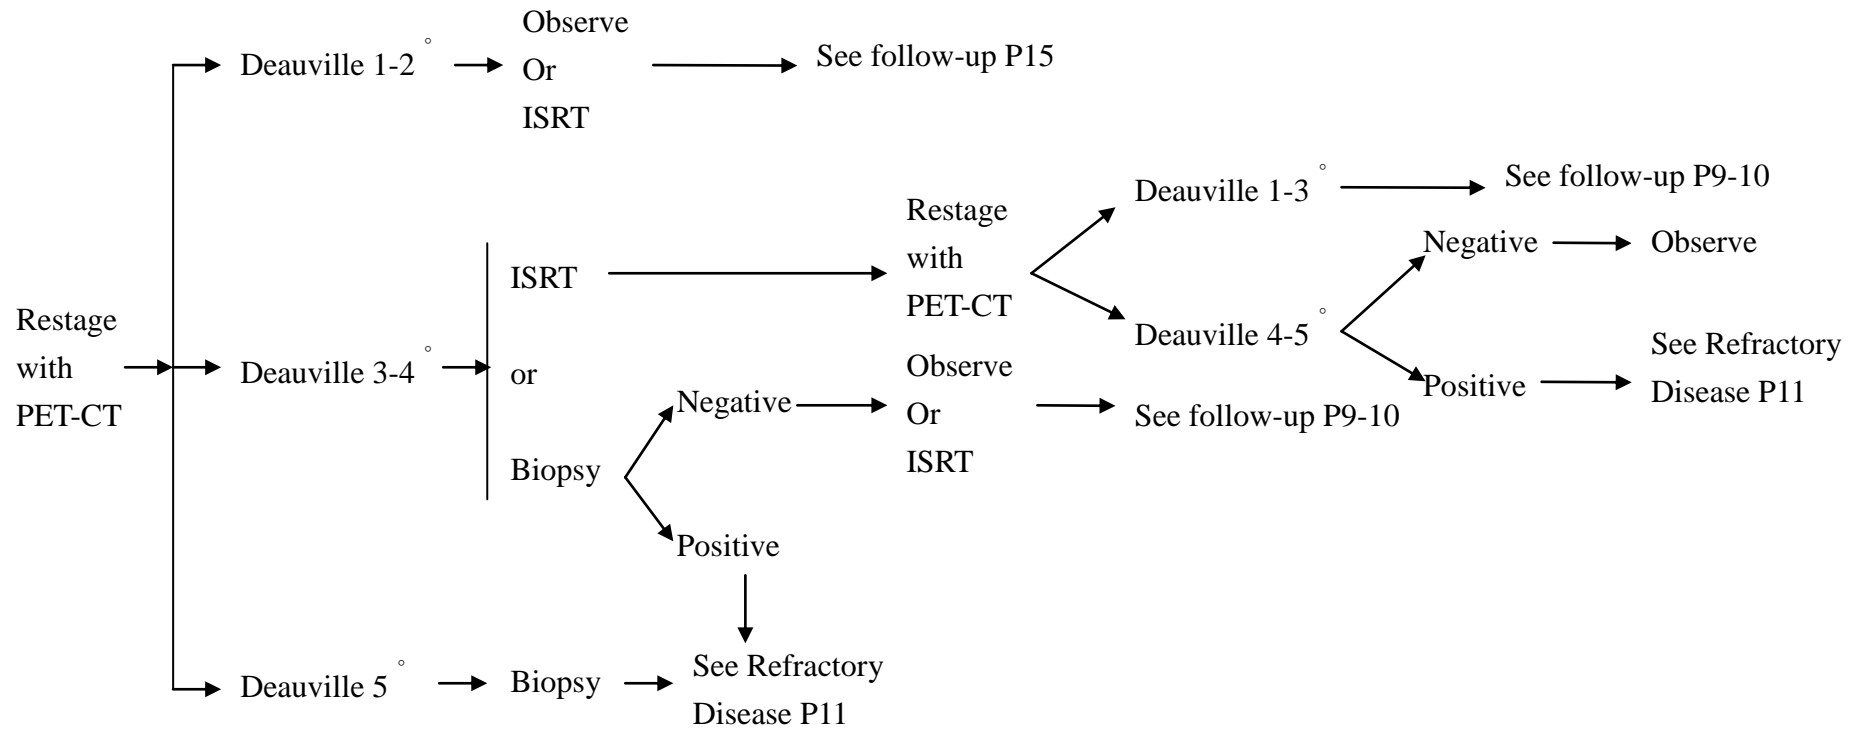 Observe
Or
ISRT
Deauville 1-2 °
See follow-up P15
Restage
with
PET-CT
Deauville 3-4 °
ISRT
or
Biopsy
Restage
with
PET-CT
Deauville 1-3 °
See follow-up P9-10
Deauville 4-5 °
Negative
Observe
Positive
See Refractory
Disease P11
Negative
Observe
Or
ISRT
See follow-up P9-10
Positive
Deauville 5 °
Biopsy
See Refractory
Disease P11